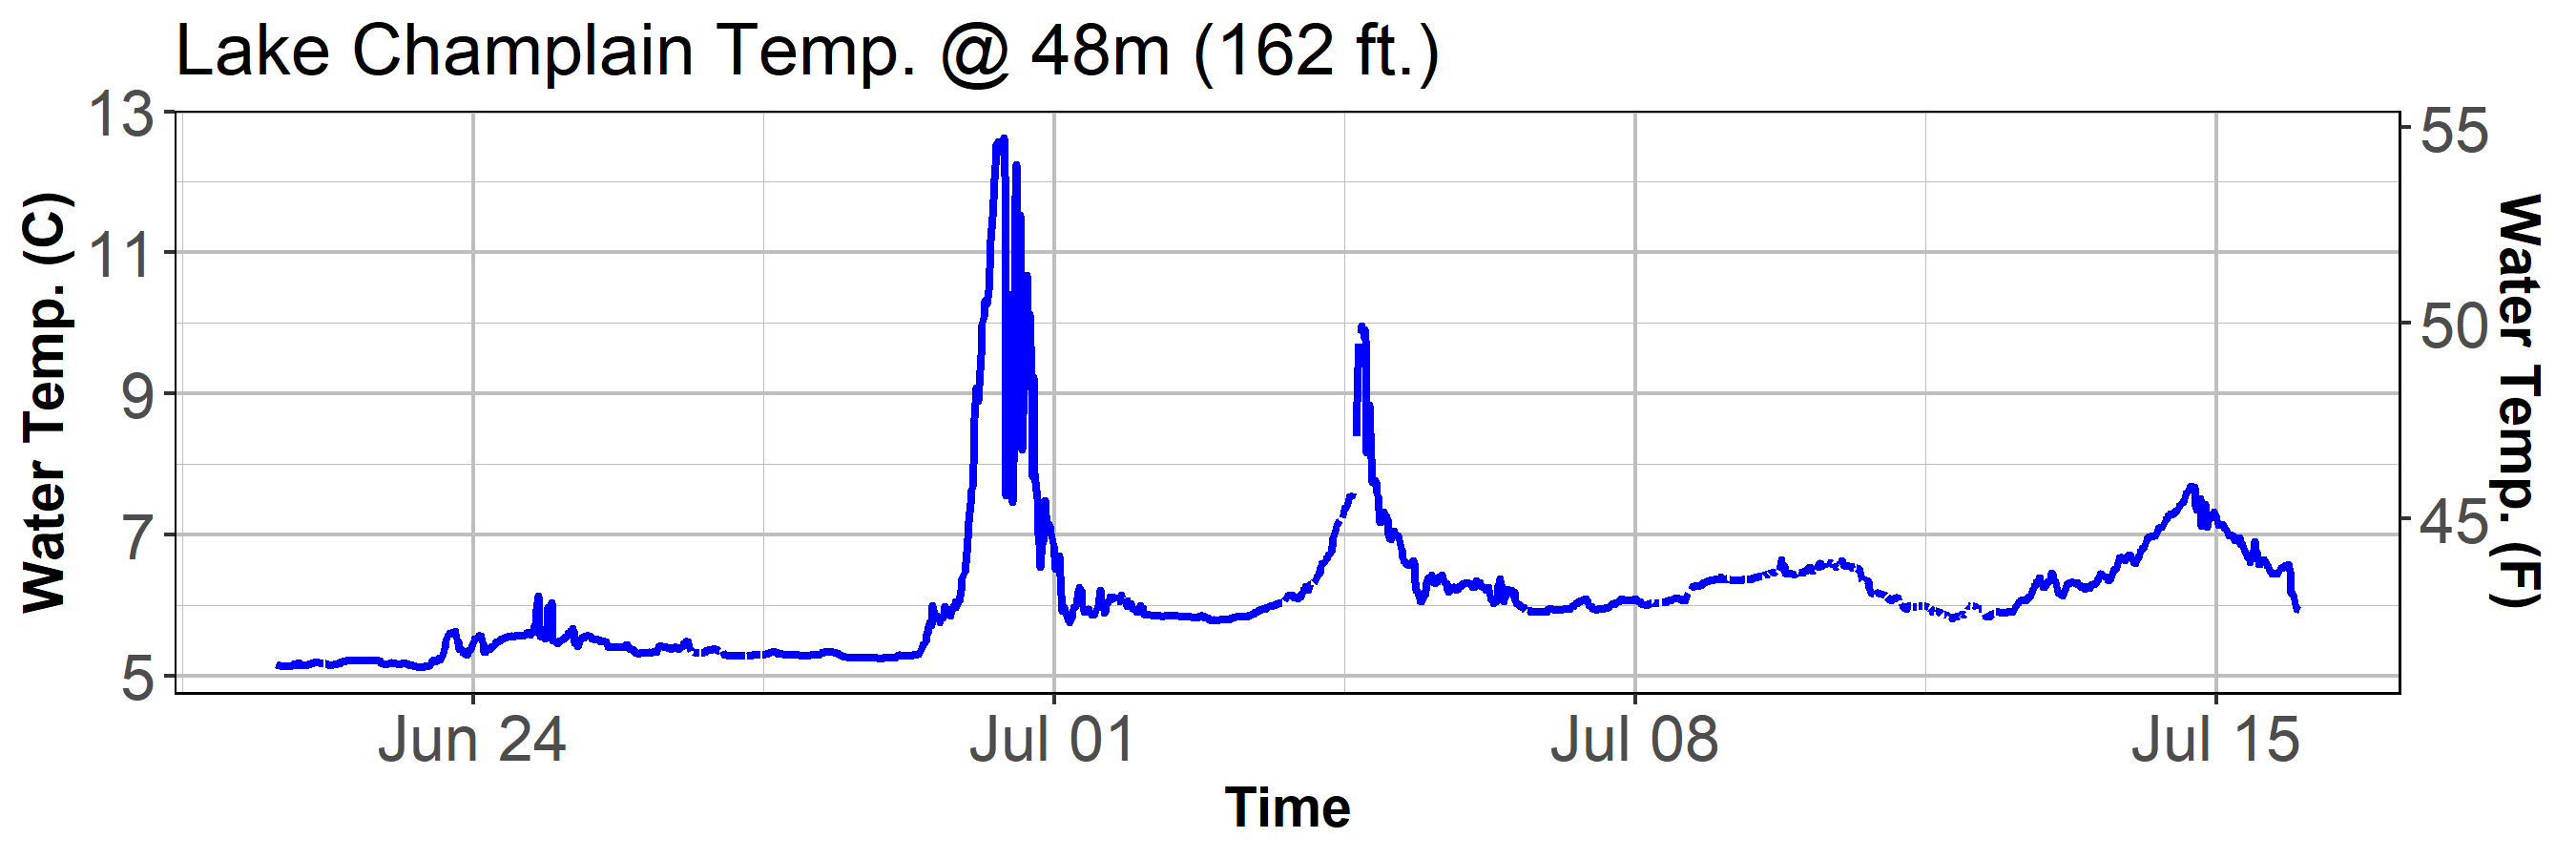 Lake Champlain Temp. @ 48m (162 ft.)
13
11
9
7
5
Water Temp. (C)
55
50
45
Water Temp. (F)
Jun 24
Jul 01
Jul 08
Jul 15
Time